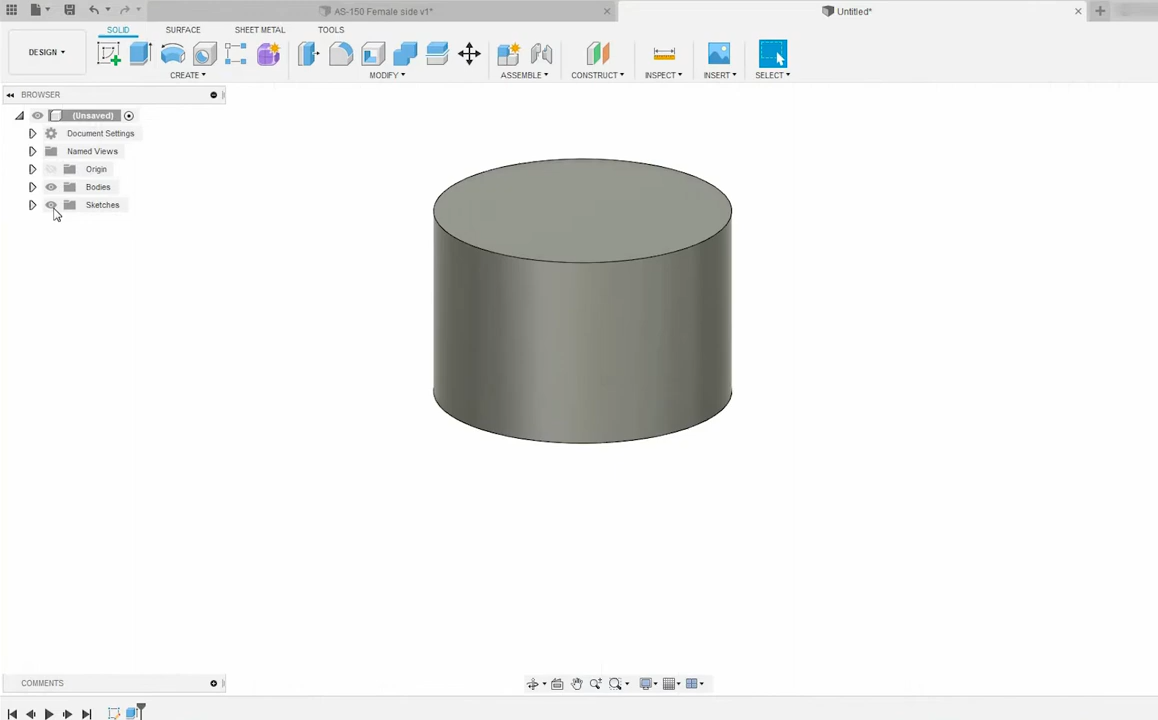 AS-150 Female side v1*
Untitled*
DESIGN
SOLID
SURFACE
SHEET METAL
TOOLS
CREATE
MODIFY
ASSEMBLE
CONSTRUCT
INSPECT
INSERT
SELECT
BROWSER
(Unsaved)
Document Settings
Named Views
Origin
Bodies
Sketches
COMMENTS